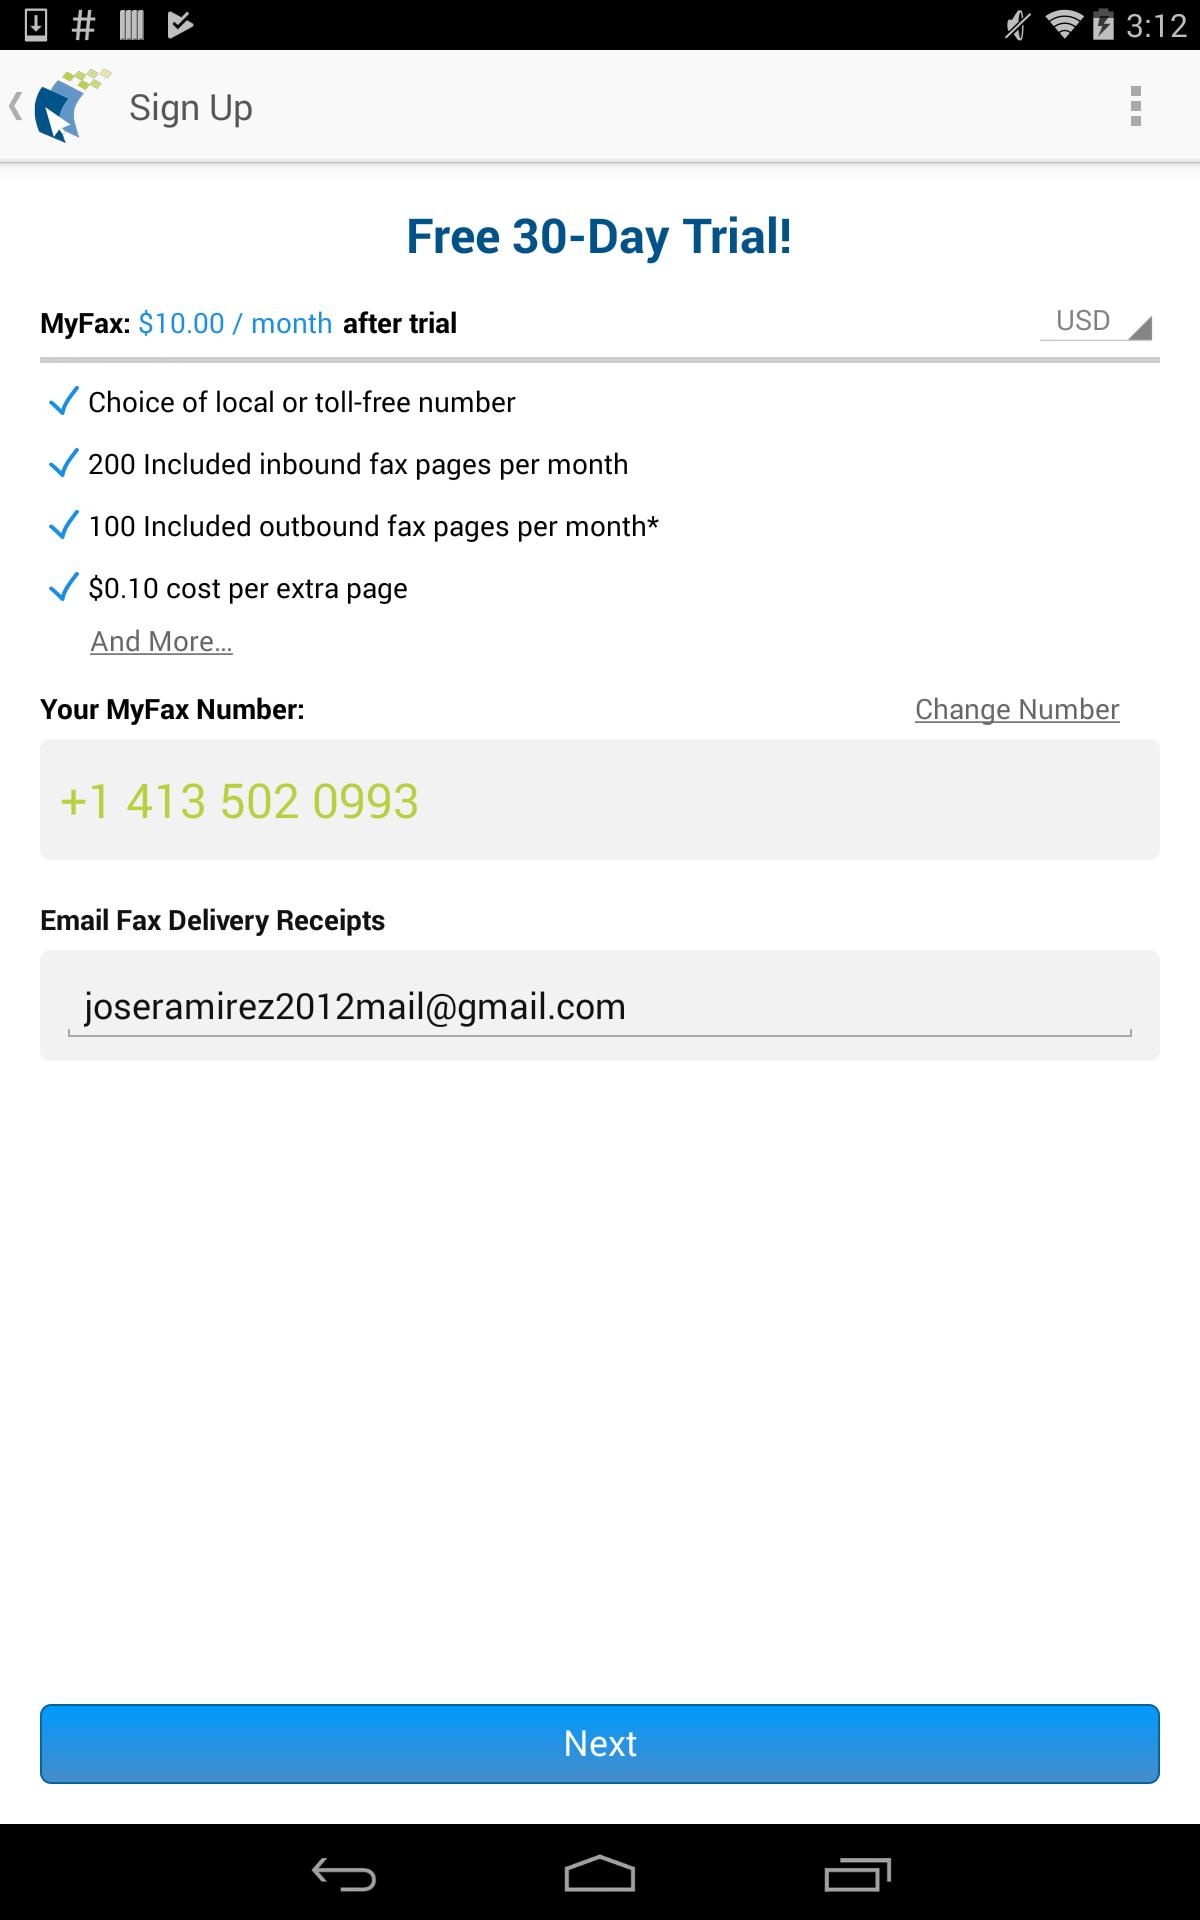 3:12
Sign Up
Free 30-Day Trial!
MyFax: $10.00 / month after trial
USD
Choice of local or toll-free number
200 Included inbound fax pages per month
100 Included outbound fax pages per month*
$0.10 cost per extra page
And More...
Your MyFax Number:
Change Number
+1 413 502 0993
Email Fax Delivery Receipts
joseramirez2012mail@gmail.com
Next